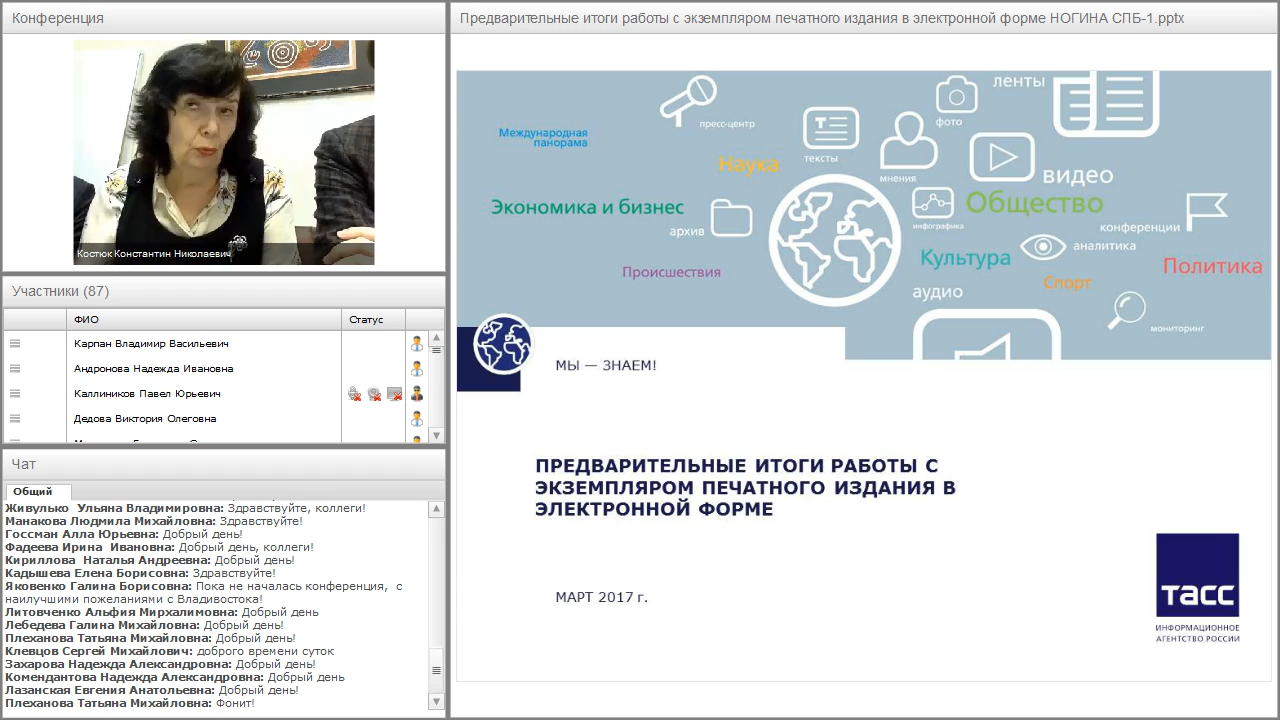 Конференция
Костюк Константин Николаевич
Участники (87)
ФИО
Статус
Карпан Владимир Васильевич
Андронова Надежда Ивановна
Каллиников Павел Юрьевич
Дедова Виктория Олеговна
Чат
Общий
Живулько Ульяна Владимировна: Здравствуйте, коллеги!
Манакова Людмила Михайловна: Здравствуйте!
Госсман Алла Юрьевна: Добрый день!
Фадеева Ирина Ивановна: Добрый день, коллеги!
Кириллова Наталья Андреевна: Добрый день!
Кадышева Елена Борисовна: Здравствуйте!
Яковенко Галина Борисовна: Пока не началась конференция, с
наилучшими пожеланиями с Владивостока!
Литовченко Альфия Мирхалимовна: Добрый день
Лебедева Галина Михайловна: Добрый день!
Плеханова Татьяна Михайловна: Добрый день!
Клевцов Сергей Михайлович: доброго времени суток
Захарова Надежда Александровна: Добрый день!
Комендантова Надежда Александровна: Добрый день
Лазанская Евгения Анатольевна: Добрый день!
Плеханова Татьяна Михайловна: Фонит!
Предварительные итоги работы с экземпляром печатного издания в электронной форме НОГИНА СПБ-1.pptx
ленты
пресс-центр
фото
Международная
панорама
тексты
Наука
мнения
видео
Экономика и бизнес
Общество
архив
инфографика
конференции
аналитика
Культура
Происшествия
Политика
Спорт
аудио
мониторинг
МЫ — ЗНАЕМ!
ПРЕДВАРИТЕЛЬНЫЕ ИТОГИ РАБОТЫ С
ЭКЗЕМПЛЯРОМ ПЕЧАТНОГО ИЗДАНИЯ В
ЭЛЕКТРОННОЙ ФОРМЕ
МАРТ 2017 г.
ТАСС
ИНФОРМАЦИОННОЕ
АГЕНТСТВО РОССИИ